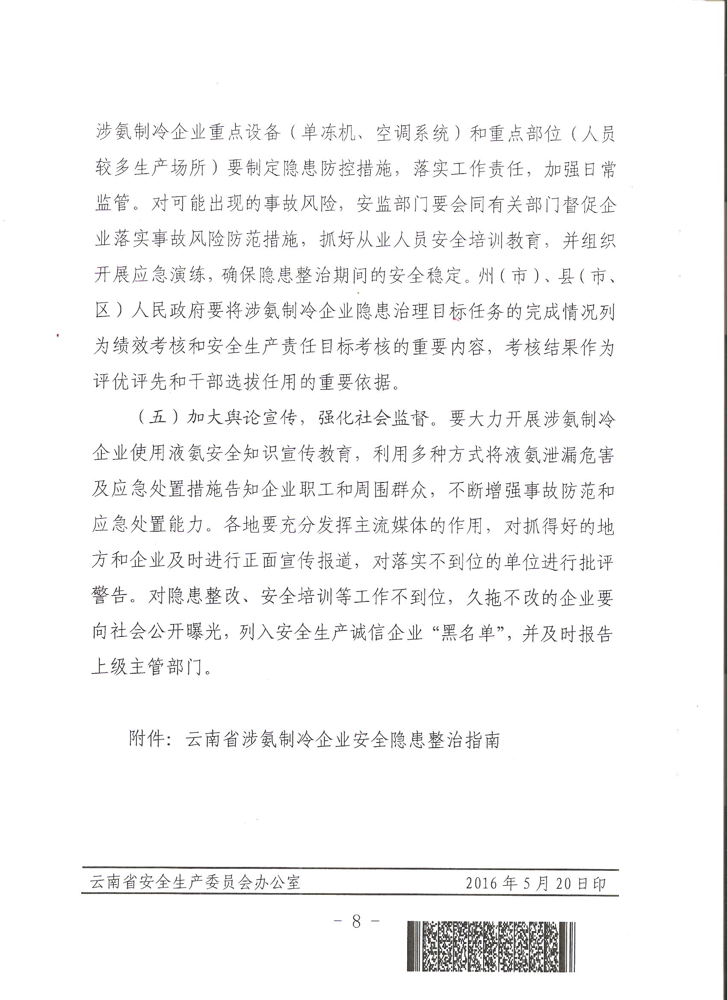 涉氨制冷企业重点设备（单冻机、空调系统）和重点部位（人员
较多生产场所）要制定隐患防控措施，落实工作责任，加强日常
监管。对可能出现的事故风险，安监部门要会同有关部门督促企
业落实事故风险防范措施，抓好从业人员安全培训教育，并组织
开展应急演练，确保隐患整治期间的安全稳定。州（市）、县（市、
区）人民政府要将涉氨制冷企业隐患治理目标任务的完成情况列
为绩效考核和安全生产责任目标考核的重要内容，考核结果作为
评优评先和干部选拔任用的重要依据。
（五）加大舆论宣传，强化社会监督。要大力开展涉氨制冷
企业使用液氨安全知识宣传教育，利用多种方式将液氨泄漏危害
及应急处置措施告知企业职工和周围群众，不断增强事故防范和
应急处置能力。各地要充分发挥主流媒体的作用，对抓得好的地
方和企业及时进行正面宣传报道，对落实不到位的单位进行批评
警告。对隐患整改、安全培训等工作不到位，久拖不改的企业要
向社会公开曝光，列入安全生产诚信企业“黑名单”，并及时报告
上级主管部门。
附件：云南省涉氨制冷企业安全隐患整治指南
云南省安全生产委员会办公室 2016年5月20日印
- 8 -